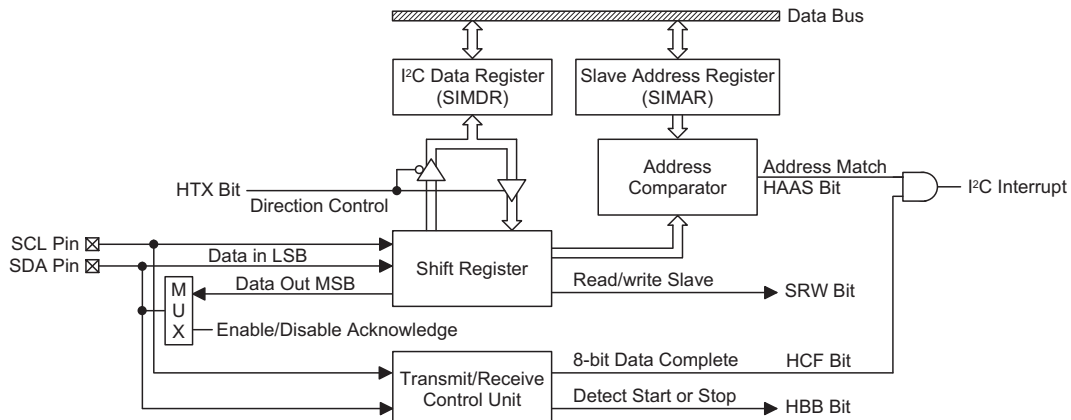 Data Bus
I²C Data Register
(SIMDR)
Slave Address Register
(SIMAR)
Address
Comparator
Address Match
HAAS Bit
I²C Interrupt
HTX Bit
Direction Control
SCL Pin
SDA Pin
Data in LSB
Shift Register
Data Out MSB
Read/write Slave
SRW Bit
M
U
X
Enable/Disable Acknowledge
Transmit/Receive
Control Unit
8-bit Data Complete
HCF Bit
Detect Start or Stop
HBB Bit